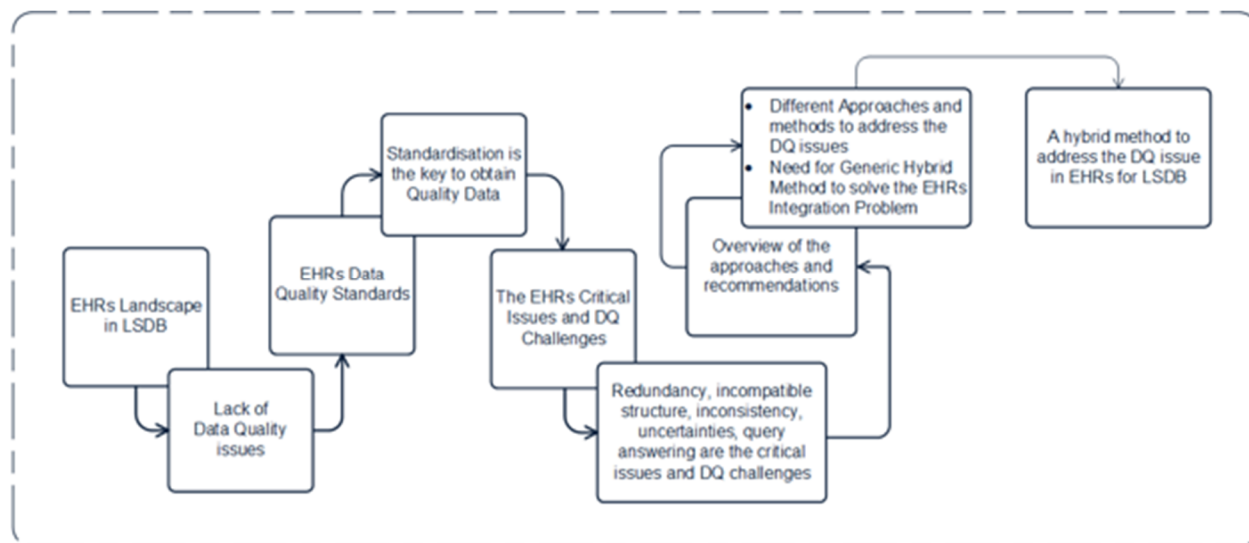 EHRs Landscape
in LSDB
Lack of
Data Quality
issues
EHRs Data
Quality Standards
Standardisation is
the key to obtain
Quality Data
The EHRs Critical
Issues and DQ
Challenges
Redundancy, incompatible
structure, inconsistency,
uncertainties, query
answering are the critical
issues and DQ challenges
Overview of the
approaches and
recommendations
• Different Approaches and
methods to address the
DQ issues
• Need for Generic Hybrid
Method to solve the EHRs
Integration Problem
A hybrid method to
address the DQ issue
in EHRs for LSDB